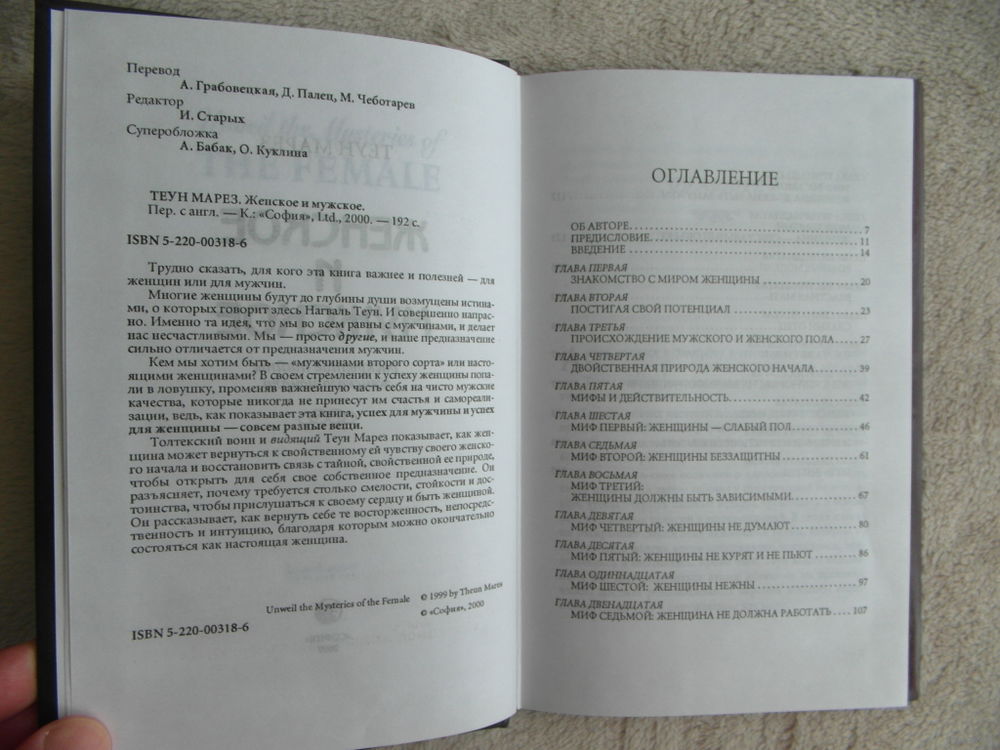 Перевод
А. Грабовецкая, Д. Палец, М. Чеботарев
Редактор
И. Старых
Суперобложка
А. Бабак, О. Куклина
ТЕУН МАРЕЗ. Женское и мужское.
Пер. с англ. — К.: «София», Ltd., 2000. — 192 с.
ISBN 5-220-00318-6
Трудно сказать, для кого эта книга важнее и полезней — для
женщин или для мужчин.
Многие женщины будут до глубины души возмущены истина-
ми, о которых говорит здесь Нагваль Теун. И совершенно напрас-
но. Именно та идея, что мы во всем равны с мужчинами, и делает
нас несчастливыми. Мы — просто другие, и наше предназначение
сильно отличается от предназначения мужчин.
Кем мы хотим быть — «мужчинами второго сорта» или насто-
ящими женщинами? В своем стремлении к успеху женщины попа-
ли в ловушку, променяв важнейшую часть себя на чисто мужские
качества, которые никогда не принесут им счастья и самореали-
зации, ведь, как показывает эта книга, успех для мужчины и успех
для женщины — совсем разные вещи.
Толтекский воин и видящий Теун Марез показывает, как жен-
щина может вернуться к свойственному ей чувству своего женско-
го начала и восстановить связь с тайной, свойственной ее природе,
чтобы открыть для себя свое собственное предназначение. Он
разъясняет, почему требуется столько смелости, стойкости и дос-
тоинства, чтобы прислушаться к своему сердцу и быть женщиной.
Он рассказывает, как вернуть себе те восторженность, непосредс-
твенность и интуицию, благодаря которым можно окончательно
состояться как настоящая женщина.
Unweil the Mysteries of the Female © 1999 by Theun Mares
© «София», 2000
ISBN 5-220-00318-6
ОГЛАВЛЕНИЕ
ОБ АВТОРЕ. 7
ПРЕДИСЛОВИЕ. 11
ВВЕДЕНИЕ 14
ГЛАВА ПЕРВАЯ
ЗНАКОМСТВО С МИРОМ ЖЕНЩИНЫ 20
ГЛАВА ВТОРАЯ
ПОСТИГАЯ СВОЙ ПОТЕНЦИАЛ 23
ГЛАВА ТРЕТЬЯ
ПРОИСХОЖДЕНИЕ МУЖСКОГО И ЖЕНСКОГО ПОЛА 27
ГЛАВА ЧЕТВЕРТАЯ
ДВОЙСТВЕННАЯ ПРИРОДА ЖЕНСКОГО НАЧАЛА 39
ГЛАВА ПЯТАЯ
МИФЫ И ДЕЙСТВИТЕЛЬНОСТЬ. 42
ГЛАВА ШЕСТАЯ
МИФ ПЕРВЫЙ: ЖЕНЩИНЫ — СЛАБЫЙ ПОЛ 46
ГЛАВА СЕДЬМАЯ
МИФ ВТОРОЙ: ЖЕНЩИНЫ БЕЗЗАЩИТНЫ 61
ГЛАВА ВОСЬМАЯ
МИФ ТРЕТИЙ:
ЖЕНЩИНЫ ДОЛЖНЫ БЫТЬ ЗАВИСИМЫМИ. 67
ГЛАВА ДЕВЯТАЯ
МИФ ЧЕТВЕРТЫЙ: ЖЕНЩИНЫ НЕ ДУМАЮТ 80
ГЛАВА ДЕСЯТАЯ
МИФ ПЯТЫЙ: ЖЕНЩИНЫ НЕ КУРЯТ И НЕ ПЬЮТ 86
ГЛАВА ОДИННАДЦАТАЯ
МИФ ШЕСТОЙ: ЖЕНЩИНЫ НЕЖНЫ 97
ГЛАВА ДВЕНАДЦАТАЯ
МИФ СЕДЬМОЙ: ЖЕНЩИНА НЕ ДОЛЖНА РАБОТАТЬ 107